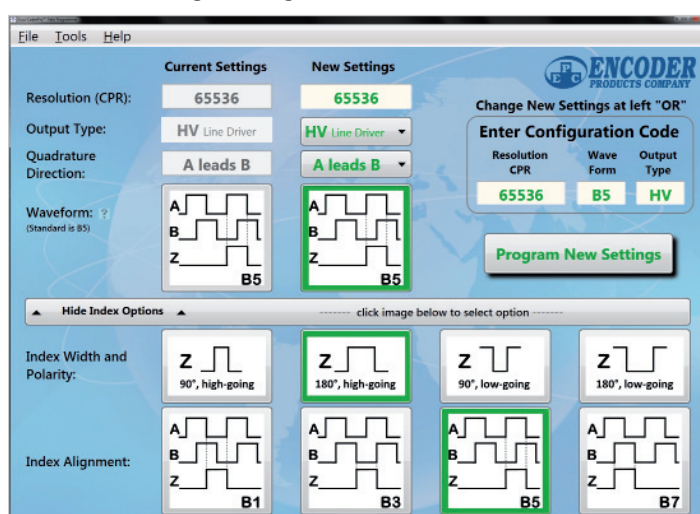 File Tools Help
Current Settings New Settings
EPC ENCODER
PRODUCTS COMPANY
Resolution (CPR): 65536 65536
Change New Settings at left "OR"
Output Type: HV Line Driver HV Line Driver
Enter Configuration Code
Quadrature
Direction: A leads B A leads B
Resolution
CPR
Wave
Form
Output
Type
65536 B5 HV
Waveform: ?
(Standard is B5)
A
B
Z
B5
A
B
Z
B5
Program New Settings
Hide Index Options
------- click image below to select option -------
Index Width and
Polarity:
Z
90°, high-going
Z
180°, high-going
Z
90°, low-going
Z
180°, low-going
Index Alignment:
A
B
Z
B1
A
B
Z
B3
A
B
Z
B5
A
B
Z
B7